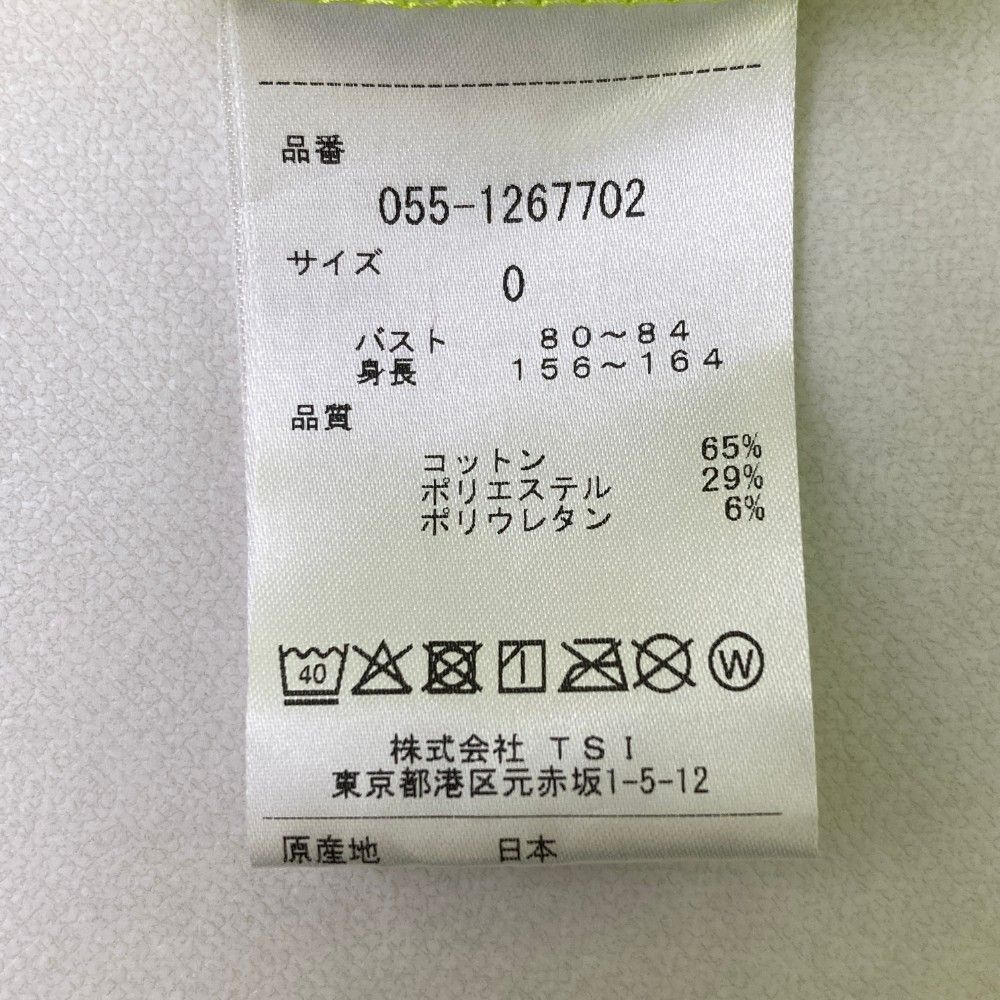 品番
055-1267702
サイズ
0
バスト 80～84
身長 156～164
品質
コットン 65%
ポリエステル 29%
ポリウレタン 6%
40
W
株式会社 TSI
東京都港区元赤坂1-5-12
原産地 日本